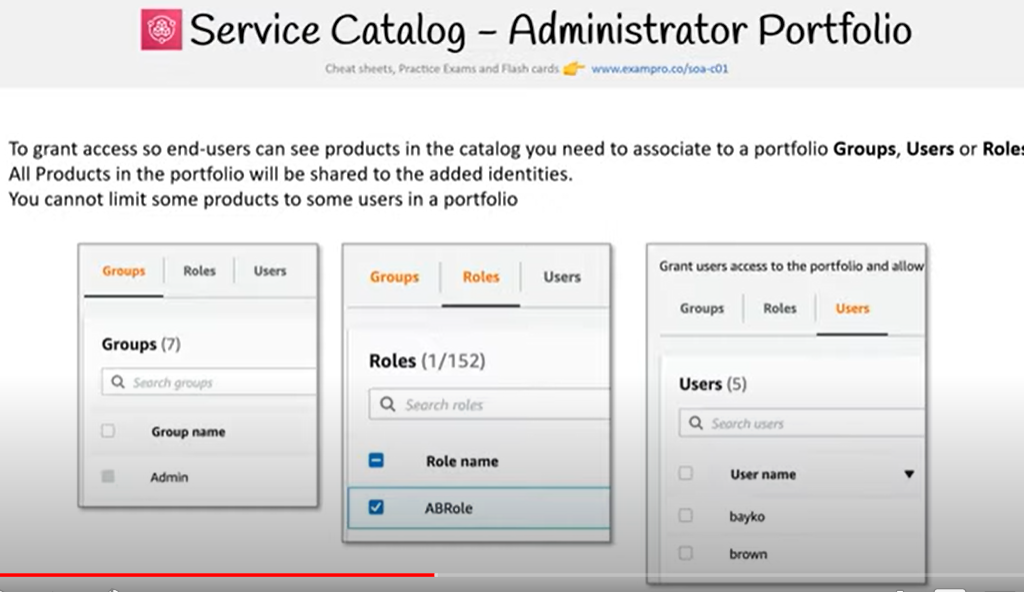 Service Catalog – Administrator Portfolio
Cheat sheets, Practice Exams and Flash cards 👉 www.exampro.co/soa-c01
To grant access so end-users can see products in the catalog you need to associate to a portfolio Groups, Users or Roles
All Products in the portfolio will be shared to the added identities.
You cannot limit some products to some users in a portfolio
Groups Roles Users
Groups (7)
Search groups
Group name
Admin
Groups Roles Users
Roles (1/152)
Search roles
Role name
ABRole
Grant users access to the portfolio and allow
Groups Roles Users
Users (5)
Search users
User name
bayko
brown